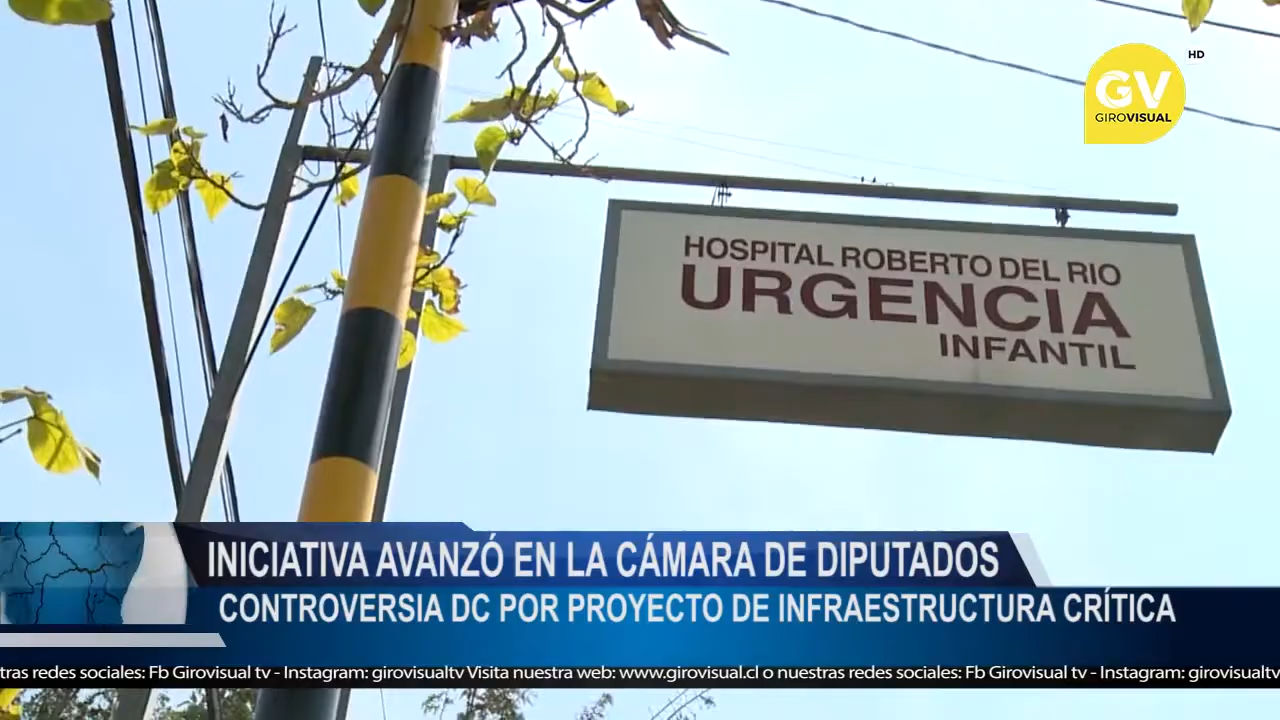 HD
GV
GIROVISUAL
HOSPITAL ROBERTO DEL RIO
URGENCIA
INFANTIL
INICIATIVA AVANZÓ EN LA CÁMARA DE DIPUTADOS
CONTROVERSIA DC POR PROYECTO DE INFRAESTRUCTURA CRÍTICA
tras redes sociales: Fb Girovisual tv - Instagram: girovisualtv Visita nuestra web: www.girovisual.cl o nuestras redes sociales: Fb Girovisual tv - Instagram: girovisualtv